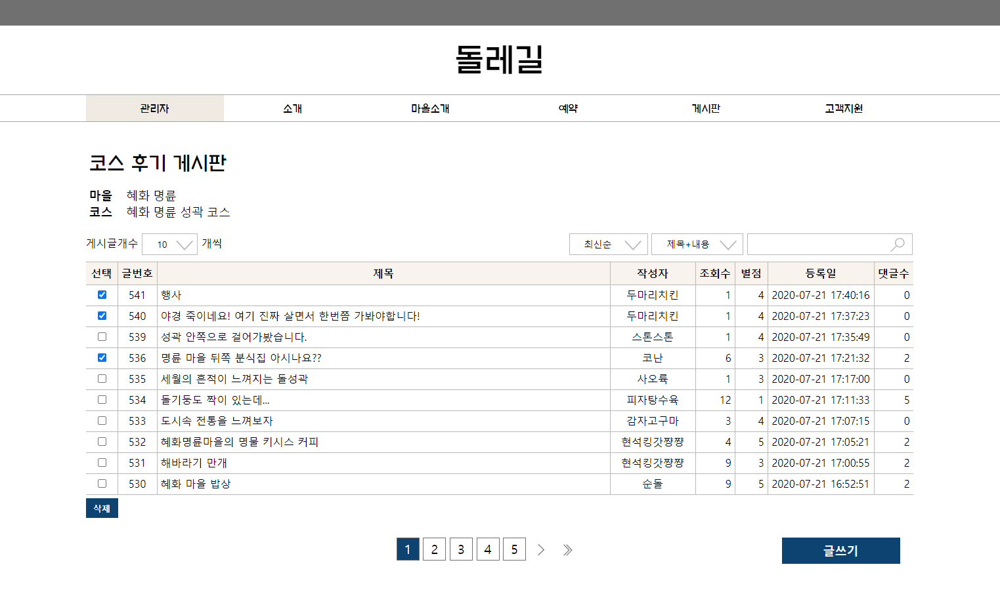 돌레길
관리자 소개 마을소개 예약 게시판 고객지원
코스 후기 게시판
마을 혜화 명륜
코스 혜화 명륜 성곽 코스
게시글개수 10 개씩 최신순 제목+내용
선택 글번호 제목 작성자 조회수 별점 등록일 댓글수
541 행사 두마리치킨 1 4 2020-07-21 17:40:16 0
540 야경 죽이네요! 여기 진짜 살면서 한번쯤 가봐야합니다! 두마리치킨 1 4 2020-07-21 17:37:23 0
539 성곽 안쪽으로 걸어가봤습니다. 스톤스톤 1 4 2020-07-21 17:35:49 0
536 명륜 마을 뒤쪽 분식집 아시나요?? 코난 6 3 2020-07-21 17:21:32 2
535 세월의 흔적이 느껴지는 돌성곽 사오륙 1 3 2020-07-21 17:17:00 0
534 돌기둥도 짝이 있는데... 피자탕수육 12 1 2020-07-21 17:11:33 5
533 도시속 전통을 느껴보자 감자고구마 3 4 2020-07-21 17:07:15 0
532 혜화명륜마을의 명물 키시스 커피 현석킹갓쨩쨩 4 5 2020-07-21 17:05:21 2
531 해바라기 만개 현석킹갓쨩쨩 9 3 2020-07-21 17:00:55 2
530 혜화 마을 밥상 순돌 9 5 2020-07-21 16:52:51 2
삭제
1 2 3 4 5 글쓰기